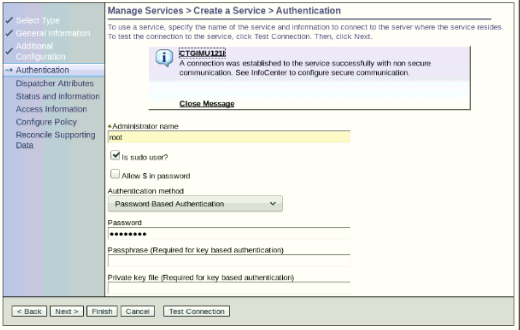 Select Type
General Information
Additional
Configuration
Authentication
Dispatcher Attributes
Status and information
Access Information
Configure Policy
Reconcile Supporting
Data
Manage Services > Create a Service > Authentication
To use a service, specify the name of the service and information to connect to the server where the service resides.
To test the connection to the service, click Test Connection. Then, click Next.
CTGIMU121I
A connection was established to the service successfully with non secure
communication. See InfoCenter to configure secure communication.
Close Message
Administrator name
root
Is sudo user?
Allow $ in password
Authentication method
Password Based Authentication
Password
Passphrase (Required for key based authentication)
Private key file (Required for key based authentication)
< Back Next > Finish Cancel Test Connection